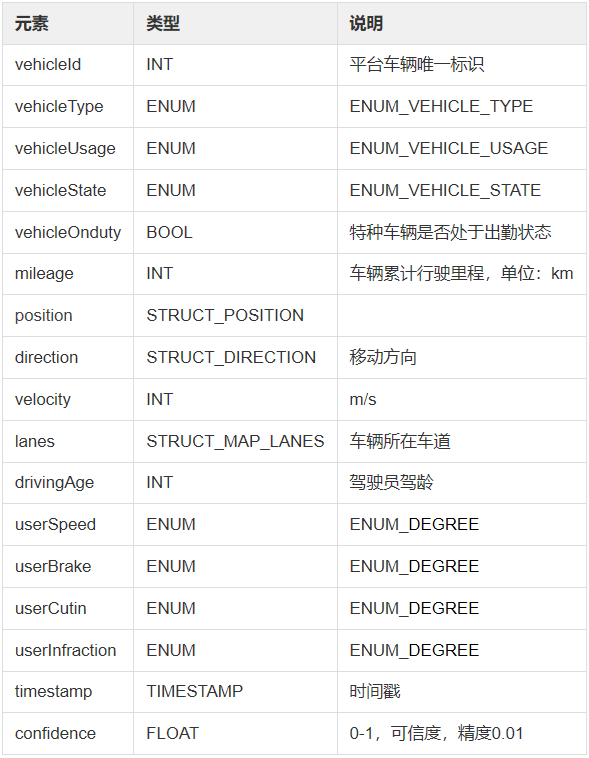 元素 类型 说明
vehicleId INT 平台车辆唯一标识
vehicleType ENUM ENUM_VEHICLE_TYPE
vehicleUsage ENUM ENUM_VEHICLE_USAGE
vehicleState ENUM ENUM_VEHICLE_STATE
vehicleOnduty BOOL 特种车辆是否处于出勤状态
mileage INT 车辆累计行驶里程，单位：km
position STRUCT_POSITION
direction STRUCT_DIRECTION 移动方向
velocity INT m/s
lanes STRUCT_MAP_LANES 车辆所在车道
drivingAge INT 驾驶员驾龄
userSpeed ENUM ENUM_DEGREE
userBrake ENUM ENUM_DEGREE
userCutin ENUM ENUM_DEGREE
userInfraction ENUM ENUM_DEGREE
timestamp TIMESTAMP 时间戳
confidence FLOAT 0-1，可信度，精度0.01